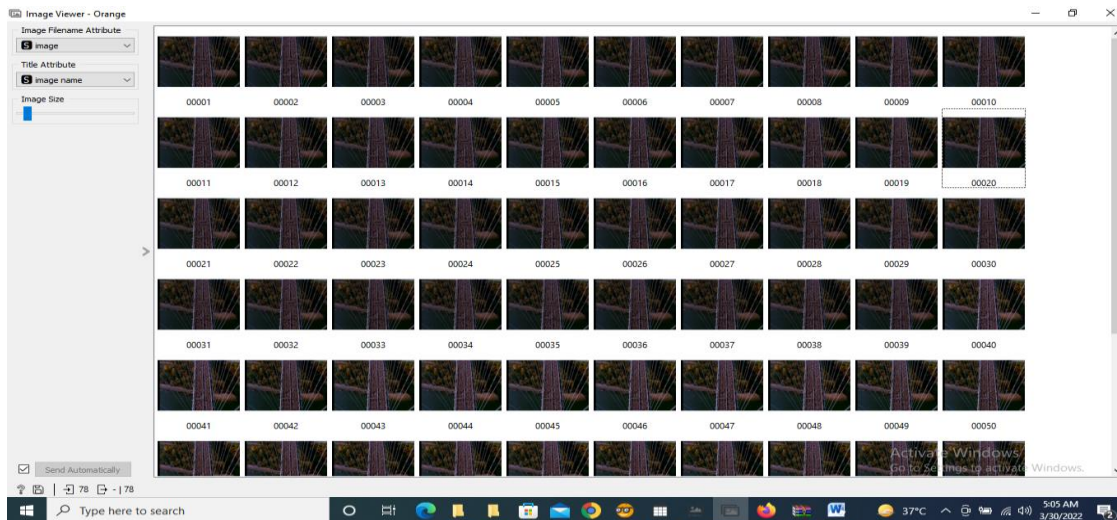 Image Viewer - Orange
Image Filename Attribute
S image
Title Attribute
S image name
Image Size
00001 00002 00003 00004 00005 00006 00007 00008 00009 00010
00011 00012 00013 00014 00015 00016 00017 00018 00019 00020
00021 00022 00023 00024 00025 00026 00027 00028 00029 00030
00031 00032 00033 00034 00035 00036 00037 00038 00039 00040
00041 00042 00043 00044 00045 00046 00047 00048 00049 00050
Activate Windows
Go to Settings to activate Windows.
Send Automatically
? 78 - | 78
Type here to search
W
37°C
5:05 AM
3/30/2022
2